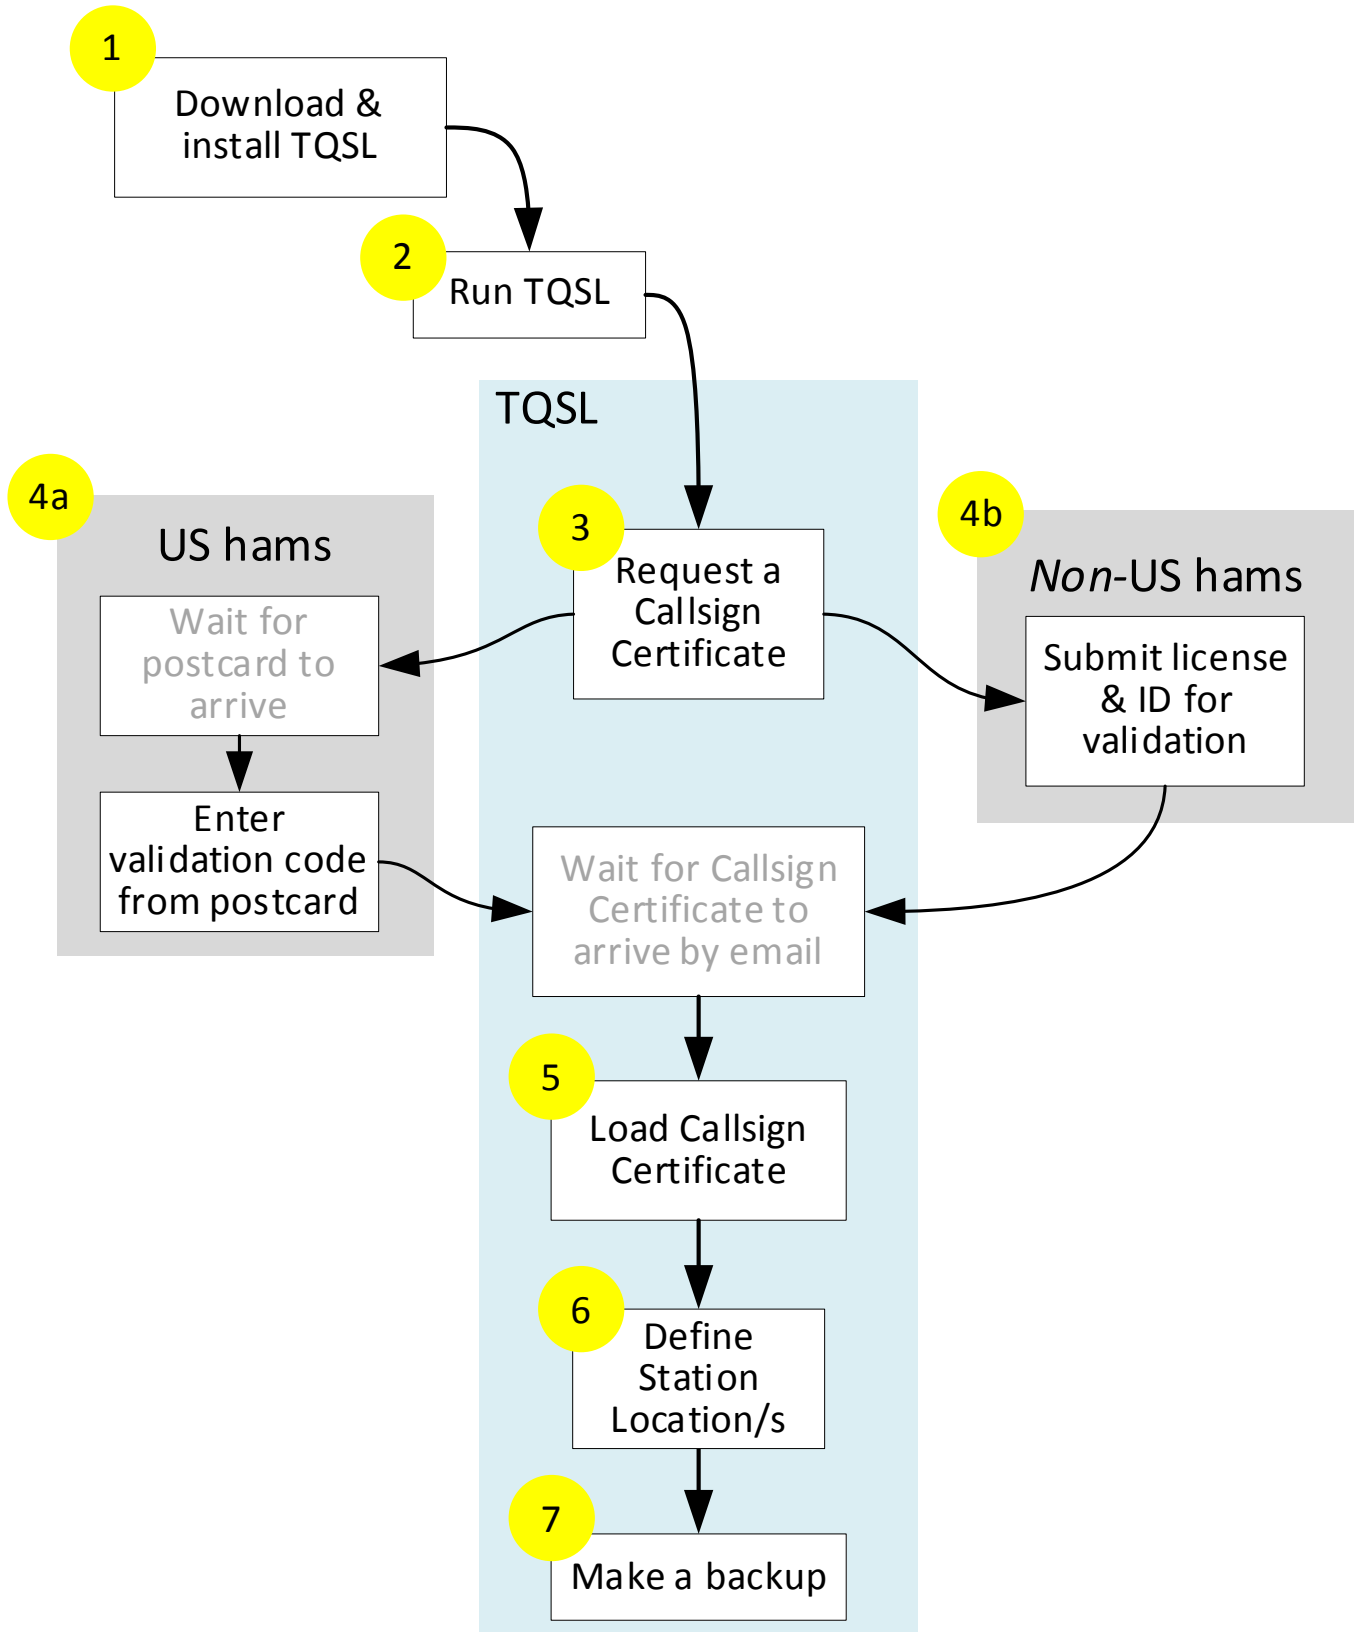 1
Download &
install TQSL
2
Run TQSL
TQSL
4a
US hams
Wait for
postcard to
arrive
Enter
validation code
from postcard
3
Request a
Callsign
Certificate
4b
Non-US hams
Submit license
& ID for
validation
Wait for Callsign
Certificate to
arrive by email
5
Load Callsign
Certificate
6
Define
Station
Location/s
7
Make a backup